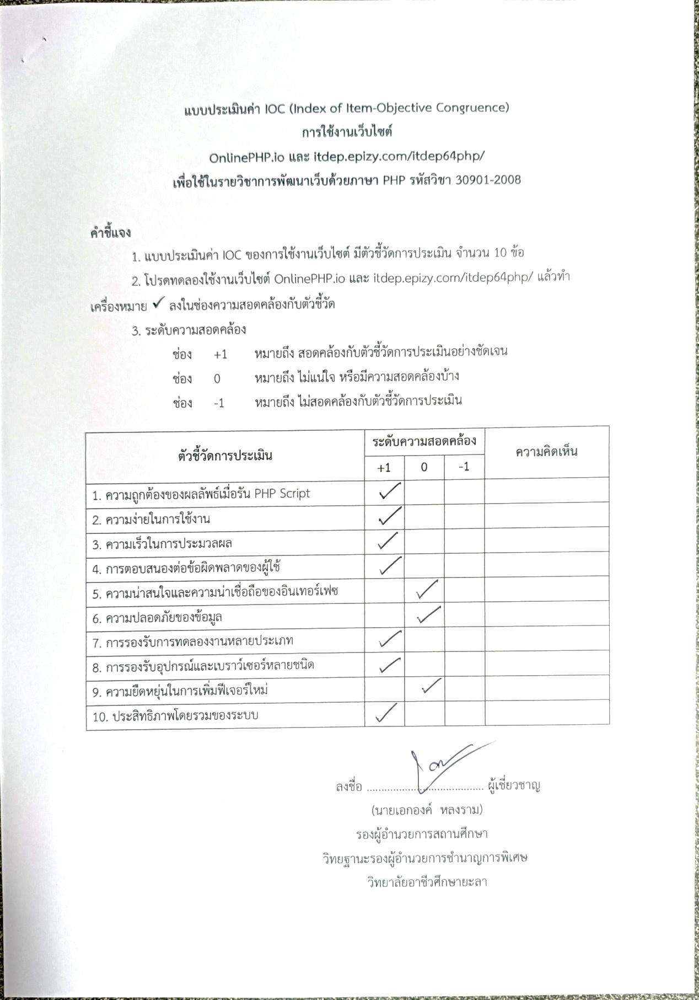 แบบประเมินค่า IOC (Index of Item-Objective Congruence)
การใช้งานเว็บไซต์
OnlinePHP.io และ itdep.epizy.com/itdep64php/
เพื่อใช้ในรายวิชาการพัฒนาเว็บด้วยภาษา PHP รหัสวิชา 30901-2008
คำชี้แจง
1. แบบประเมินค่า IOC ของการใช้งานเว็บไซต์ มีตัวชี้วัดการประเมิน จำนวน 10 ข้อ
2. โปรดทดลองใช้งานเว็บไซต์ OnlinePHP.io และ itdep.epizy.com/itdep64php/ แล้วทำ
เครื่องหมาย ✓ ลงในช่องความสอดคล้องกับตัวชี้วัด
3. ระดับความสอดคล้อง
ช่อง +1 หมายถึง สอดคล้องกับตัวชี้วัดการประเมินอย่างชัดเจน
ช่อง 0 หมายถึง ไม่แน่ใจ หรือมีความสอดคล้องบ้าง
ช่อง -1 หมายถึง ไม่สอดคล้องกับตัวชี้วัดการประเมิน
ตัวชี้วัดการประเมิน ระดับความสอดคล้อง ความคิดเห็น
+1 0 -1
1. ความถูกต้องของผลลัพธ์เมื่อรัน PHP Script ✓
2. ความง่ายในการใช้งาน ✓
3. ความเร็วในการประมวลผล ✓
4. การตอบสนองต่อข้อผิดพลาดของผู้ใช้ ✓
5. ความน่าสนใจและความน่าเชื่อถือของอินเทอร์เฟซ ✓
6. ความปลอดภัยของข้อมูล ✓
7. การรองรับการทดลองงานหลายประเภท ✓
8. การรองรับอุปกรณ์และเบราว์เซอร์หลายชนิด ✓
9. ความยืดหยุ่นในการเพิ่มฟีเจอร์ใหม่ ✓
10. ประสิทธิภาพโดยรวมของระบบ ✓
ลงชื่อ ........................................ ผู้เชี่ยวชาญ
(นายเอกองค์ หลงราม)
รองผู้อำนวยการสถานศึกษา
วิทยฐานะรองผู้อำนวยการชำนาญการพิเศษ
วิทยาลัยอาชีวศึกษายะลา